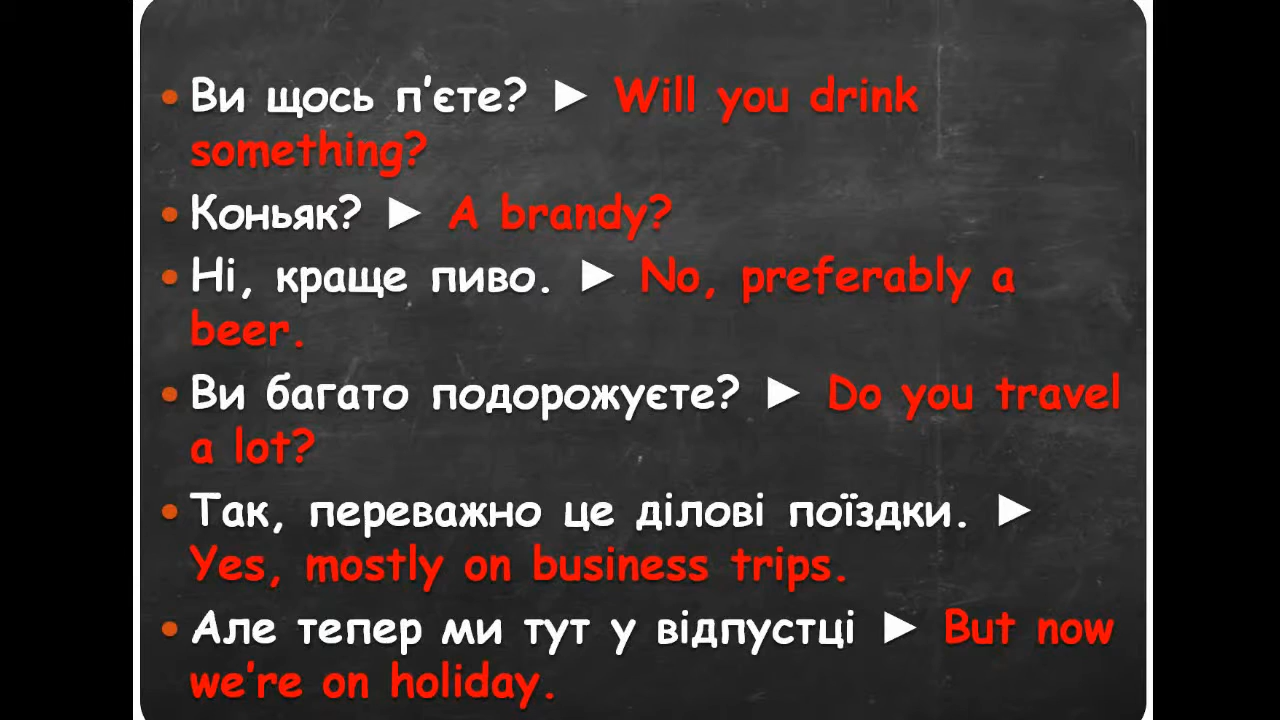 • Ви щось п'єте? ► Will you drink
something?
• Коньяк? ► A brandy?
• Ні, краще пиво. ► No, preferably a
beer.
• Ви багато подорожуєте? ► Do you travel
a lot?
• Так, переважно це ділові поїздки. ►
Yes, mostly on business trips.
• Але тепер ми тут у відпустці ► But now
we're on holiday.